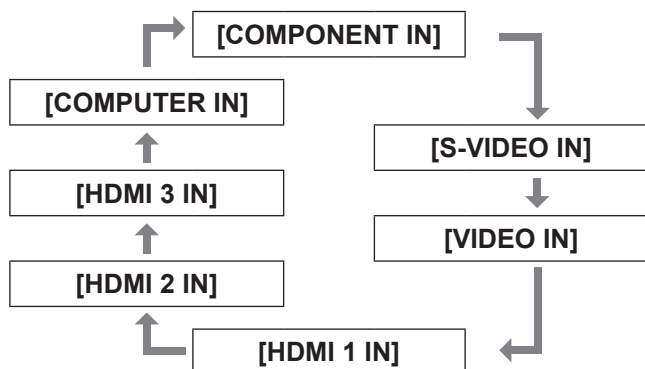 [COMPONENT IN]
[COMPUTER IN]
[S-VIDEO IN]
[HDMI 3 IN]
[VIDEO IN]
[HDMI 2 IN]
[HDMI 1 IN]